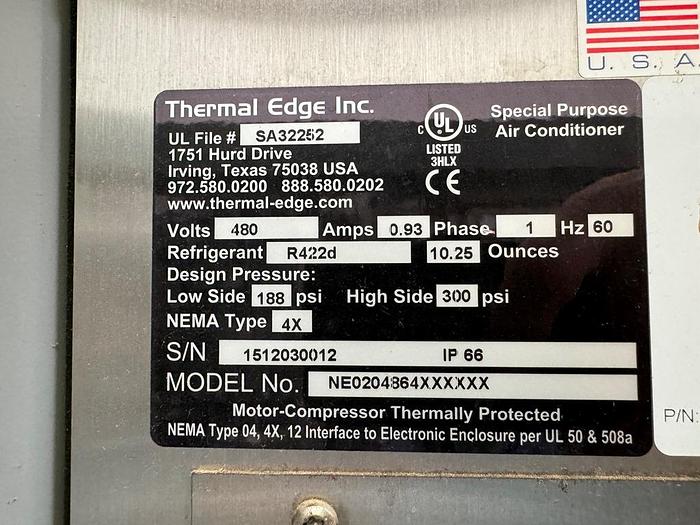 U. S. A.
Thermal Edge Inc.
UL File # SA32252
1751 Hurd Drive
Irving, Texas 75038 USA
972.580.0200 888.580.0202
www.thermal-edge.com
C UL US
LISTED
3HLX
CE
Special Purpose
Air Conditioner
Volts 480 Amps 0.93 Phase 1 Hz 60
Refrigerant R422d 10.25 Ounces
Design Pressure:
Low Side 188 psi High Side 300 psi
NEMA Type 4X
S/N 1512030012 IP 66
MODEL No. NE0204864XXXXXX
Motor-Compressor Thermally Protected
NEMA Type 04, 4X, 12 Interface to Electronic Enclosure per UL 50 & 508a
P/N: